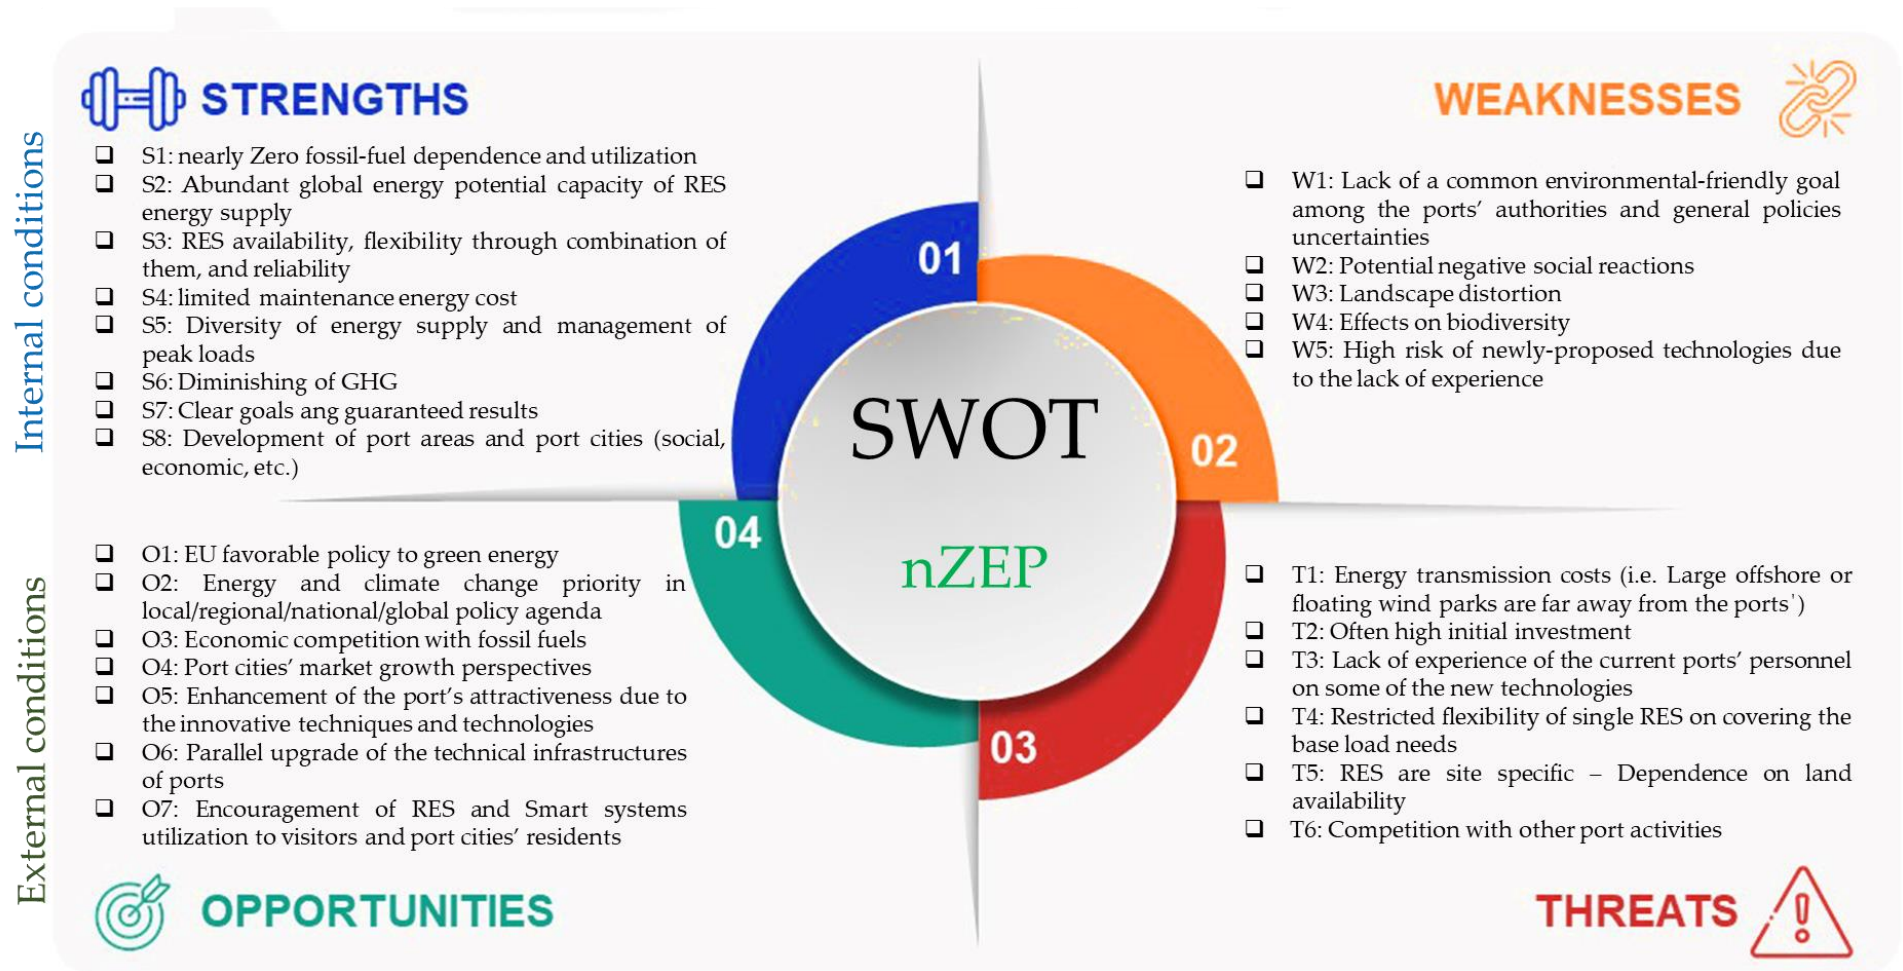 Internal conditions
STRENGTHS
S1: nearly Zero fossil-fuel dependence and utilization
S2: Abundant global energy potential capacity of RES
energy supply
S3: RES availability, flexibility through combination of
them, and reliability
S4: limited maintenance energy cost
S5: Diversity of energy supply and management of
peak loads
S6: Diminishing of GHG
S7: Clear goals ang guaranteed results
S8: Development of port areas and port cities (social,
economic, etc.)
WEAKNESSES
W1: Lack of a common environmental-friendly goal
among the ports’ authorities and general policies
uncertainties
W2: Potential negative social reactions
W3: Landscape distortion
W4: Effects on biodiversity
W5: High risk of newly-proposed technologies due
to the lack of experience
01
02
SWOT
nZEP
04
03
External conditions
O1: EU favorable policy to green energy
O2: Energy and climate change priority in
local/regional/national/global policy agenda
O3: Economic competition with fossil fuels
O4: Port cities’ market growth perspectives
O5: Enhancement of the port’s attractiveness due to
the innovative techniques and technologies
O6: Parallel upgrade of the technical infrastructures
of ports
O7: Encouragement of RES and Smart systems
utilization to visitors and port cities’ residents
OPPORTUNITIES
T1: Energy transmission costs (i.e. Large offshore or
floating wind parks are far away from the ports')
T2: Often high initial investment
T3: Lack of experience of the current ports’ personnel
on some of the new technologies
T4: Restricted flexibility of single RES on covering the
base load needs
T5: RES are site specific – Dependence on land
availability
T6: Competition with other port activities
THREATS